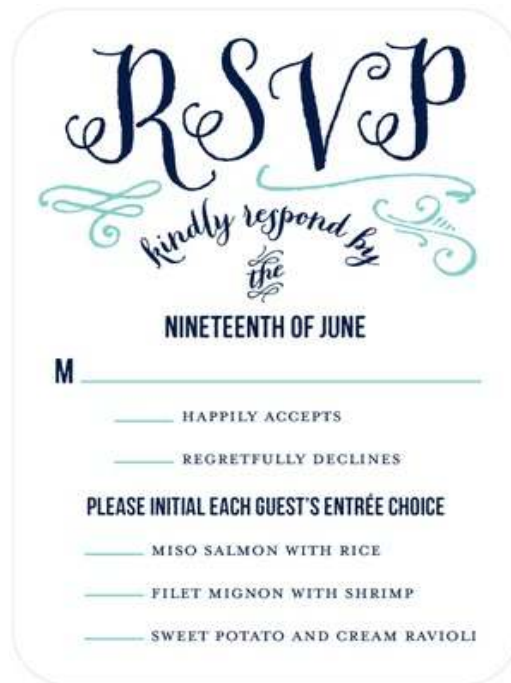 RSVP
kindly respond by
the
NINETEENTH OF JUNE
M
HAPPILY ACCEPTS
REGRETFULLY DECLINES
PLEASE INITIAL EACH GUEST'S ENTRÉE CHOICE
MISO SALMON WITH RICE
FILET MIGNON WITH SHRIMP
SWEET POTATO AND CREAM RAVIOLI